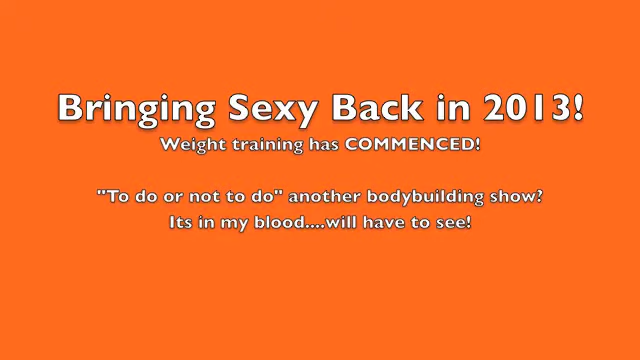 Bringing Sexy Back in 2013!
Weight training has COMMENCED!
"To do or not to do" another bodybuilding show?
Its in my blood....will have to see!